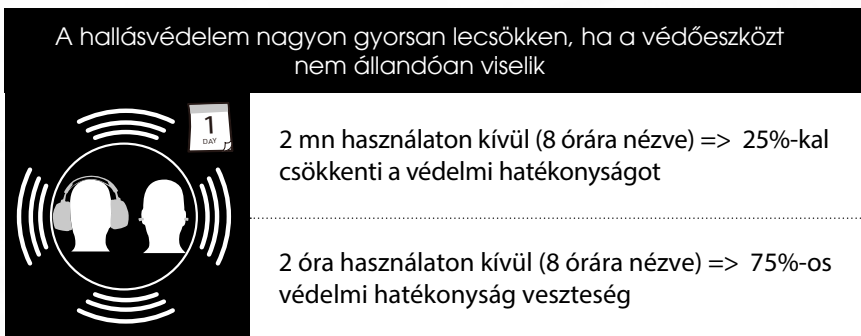 A hallásvédelem nagyon gyorsan lecsökken, ha a védőeszközt
nem állandóan viselik
1
DAY
2 mn használaton kívül (8 órára nézve) => 25%-kal
csökkenti a védelmi hatékonyságot
2 óra használaton kívül (8 órára nézve) => 75%-os
védelmi hatékonyság veszteség